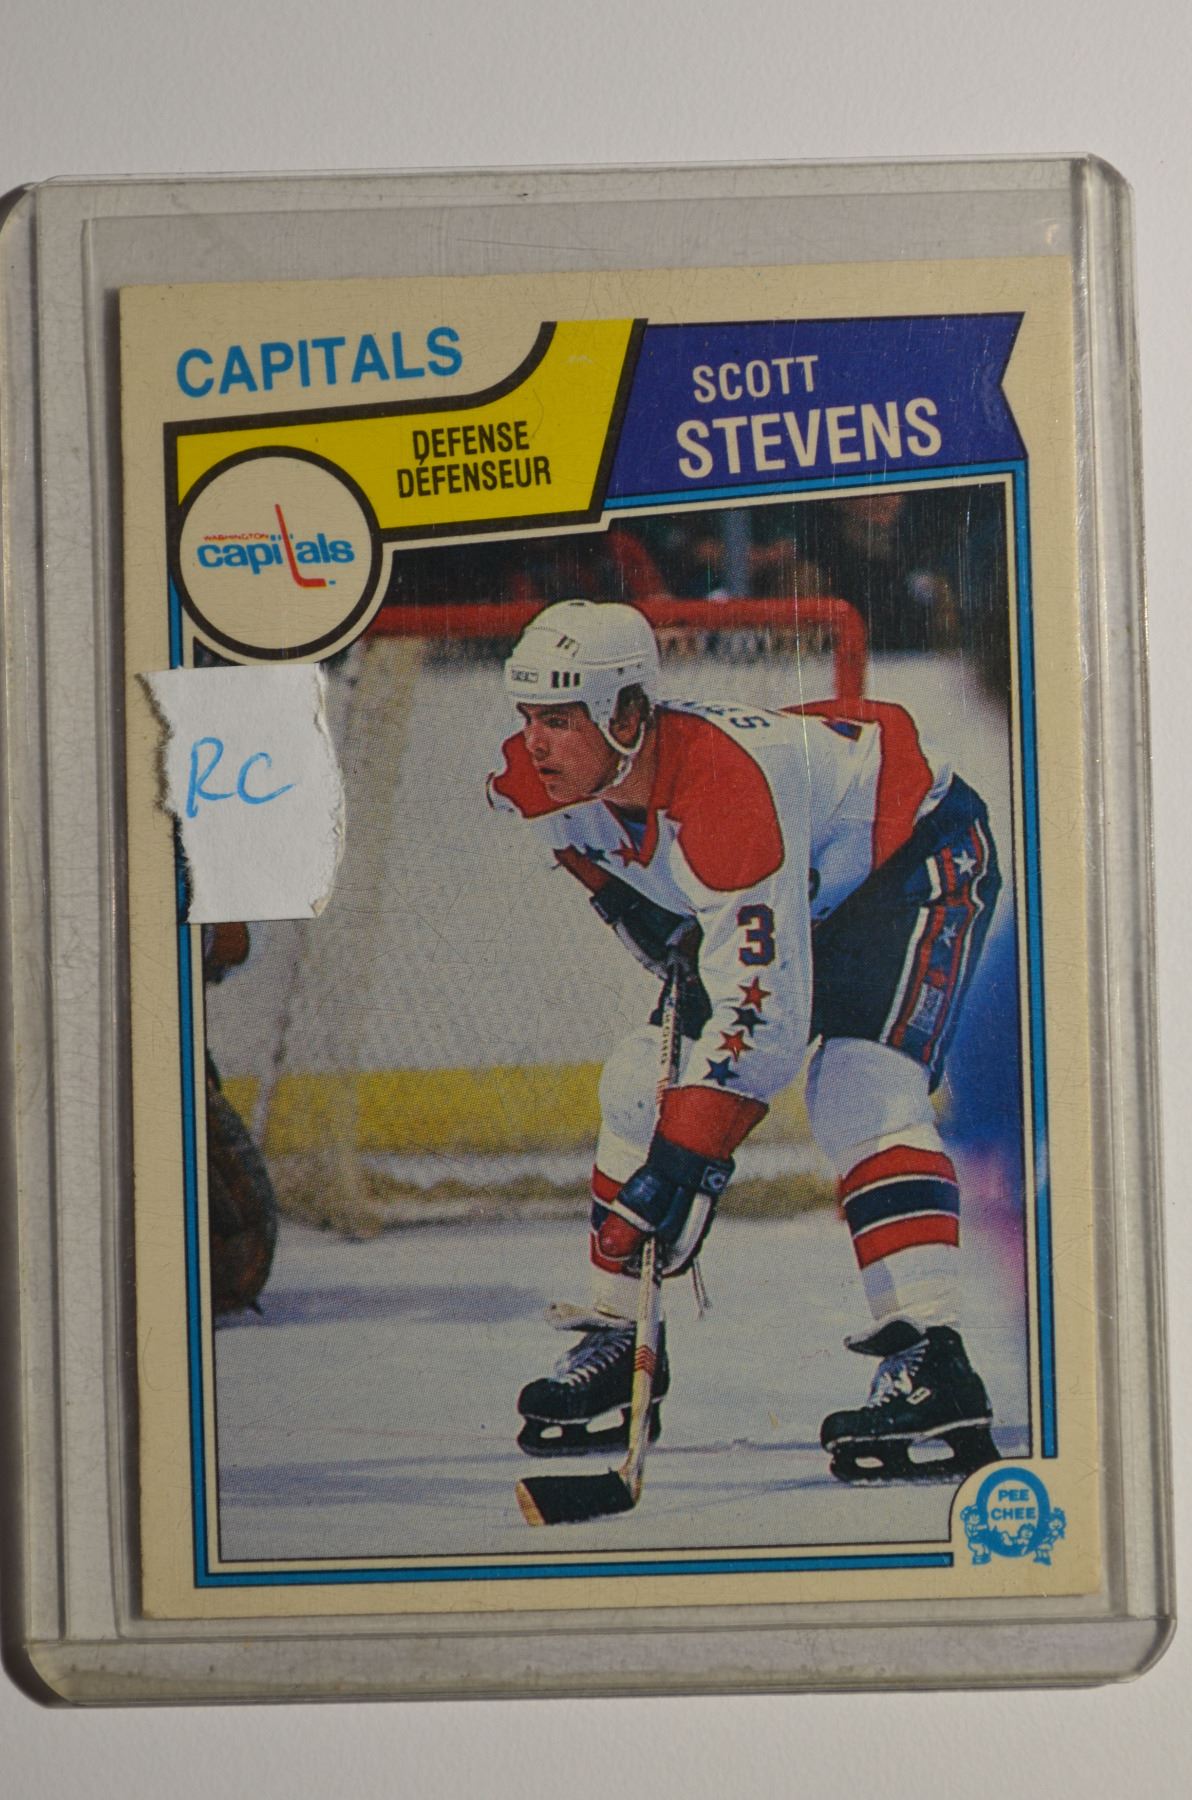 CAPITALS
SCOTT
STEVENS
DEFENSE
DÉFENSEUR
WASHINGTON
capitals
RC
3
PEE
CHEE